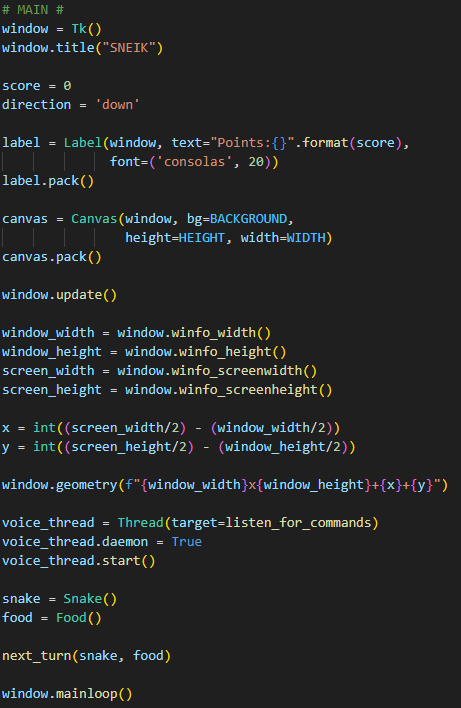 # MAIN #
window = Tk()
window.title("SNEIK")

score = 0
direction = 'down'

label = Label(window, text="Points:{}".format(score),
              font=('consolas', 20))
label.pack()

canvas = Canvas(window, bg=BACKGROUND,
                height=HEIGHT, width=WIDTH)
canvas.pack()

window.update()

window_width = window.winfo_width()
window_height = window.winfo_height()
screen_width = window.winfo_screenwidth()
screen_height = window.winfo_screenheight()

x = int((screen_width/2) - (window_width/2))
y = int((screen_height/2) - (window_height/2))

window.geometry(f"{window_width}x{window_height}+{x}+{y}")

voice_thread = Thread(target=listen_for_commands)
voice_thread.daemon = True
voice_thread.start()

snake = Snake()
food = Food()

next_turn(snake, food)

window.mainloop()